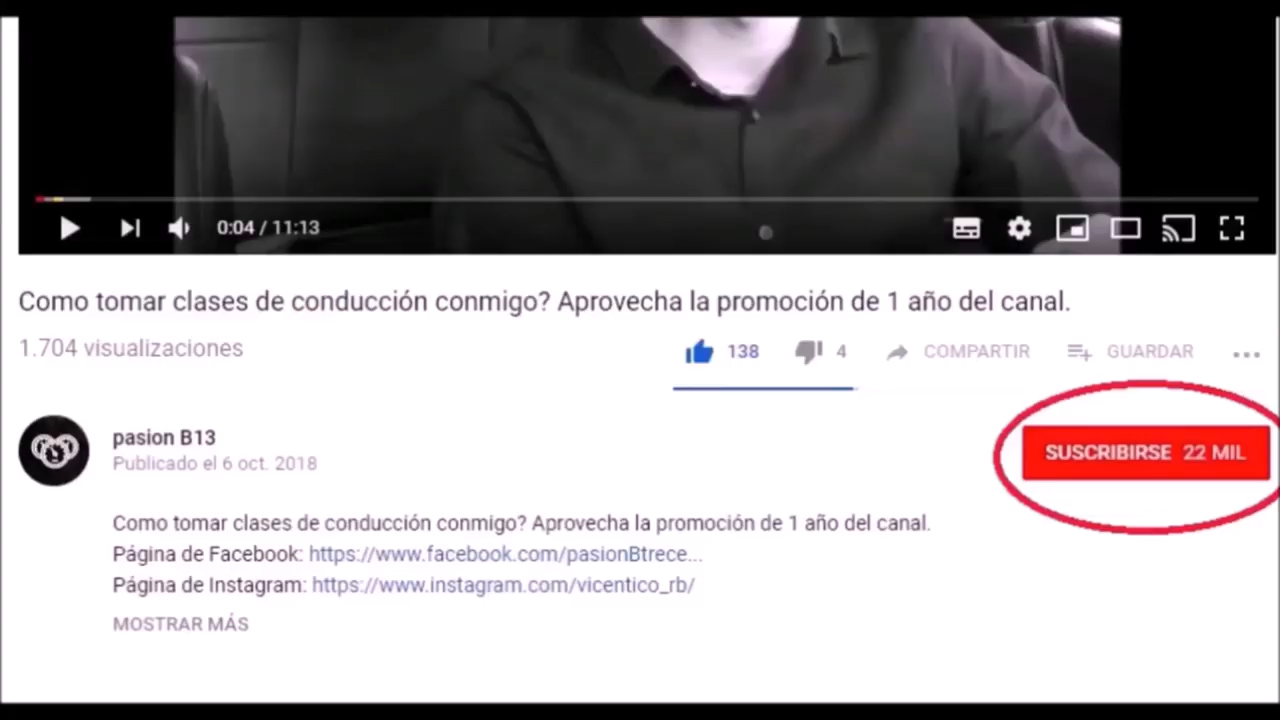 0:04 / 11:13
Como tomar clases de conducción conmigo? Aprovecha la promoción de 1 año del canal.
1.704 visualizaciones
138
4
COMPARTIR
GUARDAR
pasion B13
Publicado el 6 oct. 2018
SUSCRIBIRSE 22 MIL
Como tomar clases de conducción conmigo? Aprovecha la promoción de 1 año del canal.
Página de Facebook: https://www.facebook.com/pasionBtrece...
Página de Instagram: https://www.instagram.com/vicentico_rb/
MOSTRAR MÁS